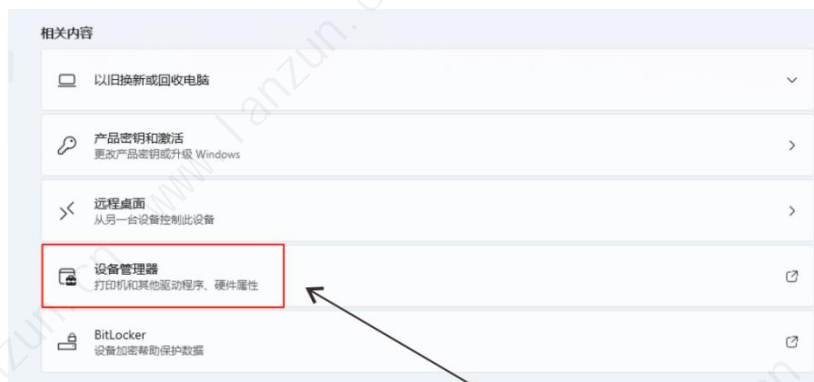 相关内容
以旧换新或回收电脑
产品密钥和激活
更改产品密钥或升级 Windows
远程桌面
从另一台设备控制此设备
设备管理器
打印机和其他驱动程序、硬件属性
BitLocker
设备加密帮助保护数据
www.lanzun.cn